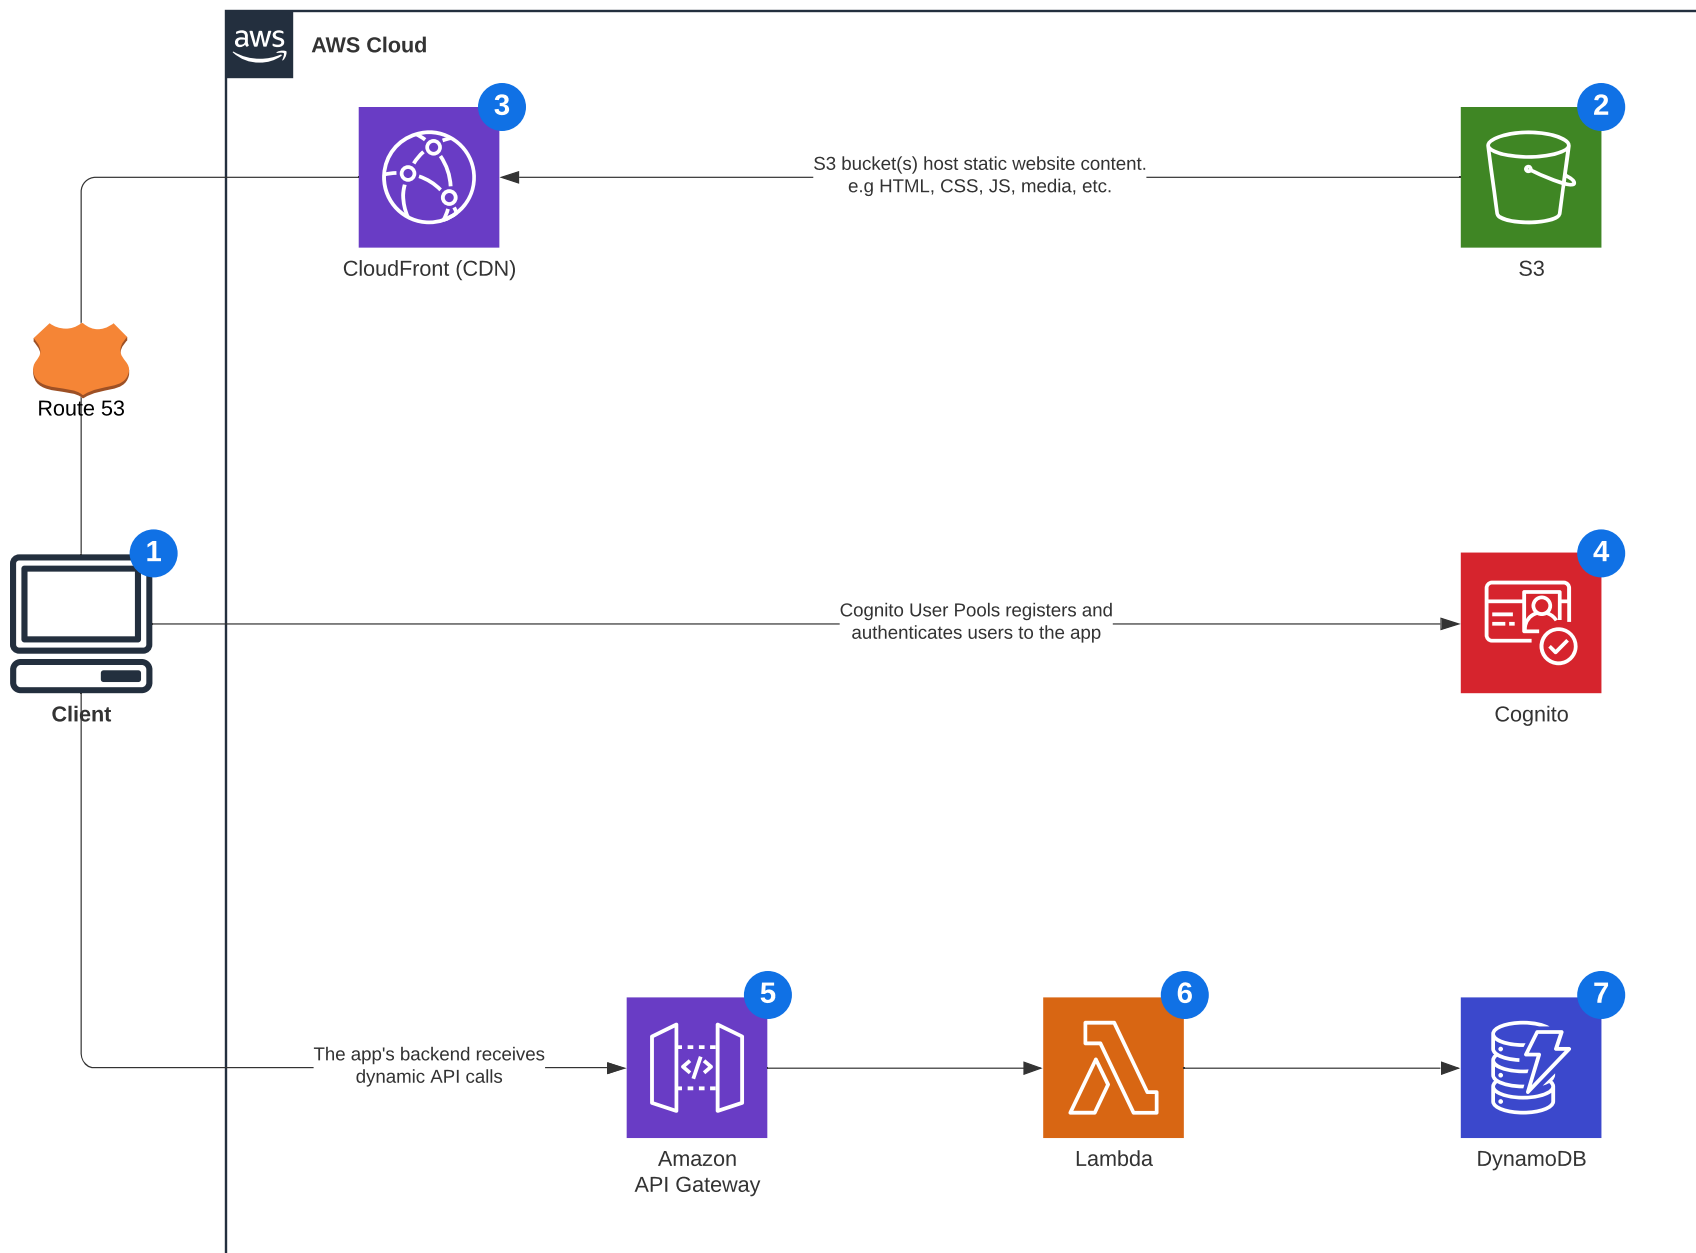 aws
AWS Cloud
3
2
S3 bucket(s) host static website content.
e.g HTML, CSS, JS, media, etc.
CloudFront (CDN)
S3
Route 53
1
4
Cognito User Pools registers and
authenticates users to the app
Client
Cognito
5
6
7
The app's backend receives
dynamic API calls
</>
Amazon
API Gateway
Lambda
DynamoDB